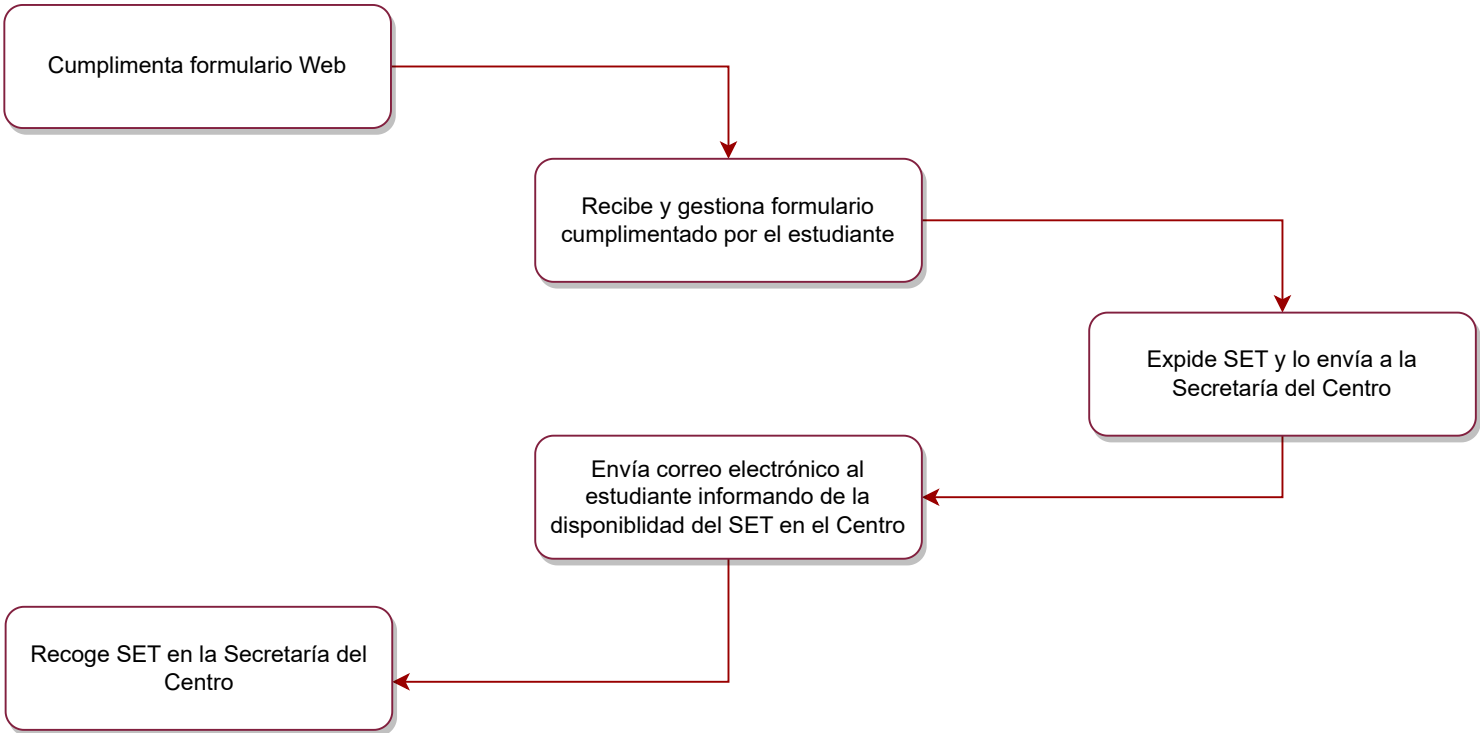 Cumplimenta formulario Web
Recibe y gestiona formulario
cumplimentado por el estudiante
Expide SET y lo envía a la
Secretaría del Centro
Envía correo electrónico al
estudiante informando de la
disponiblidad del SET en el Centro
Recoge SET en la Secretaría del
Centro